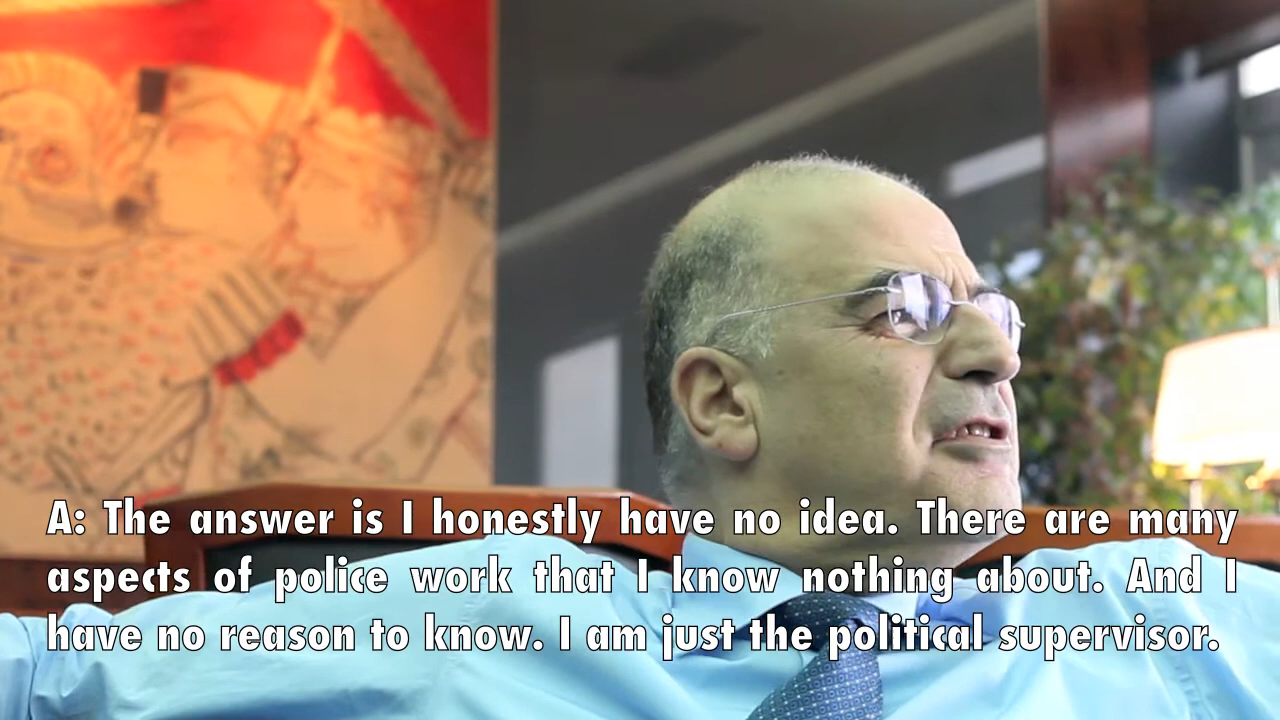 A: The answer is I honestly have no idea. There are many
aspects of police work that I know nothing about. And I
have no reason to know. I am just the political supervisor.